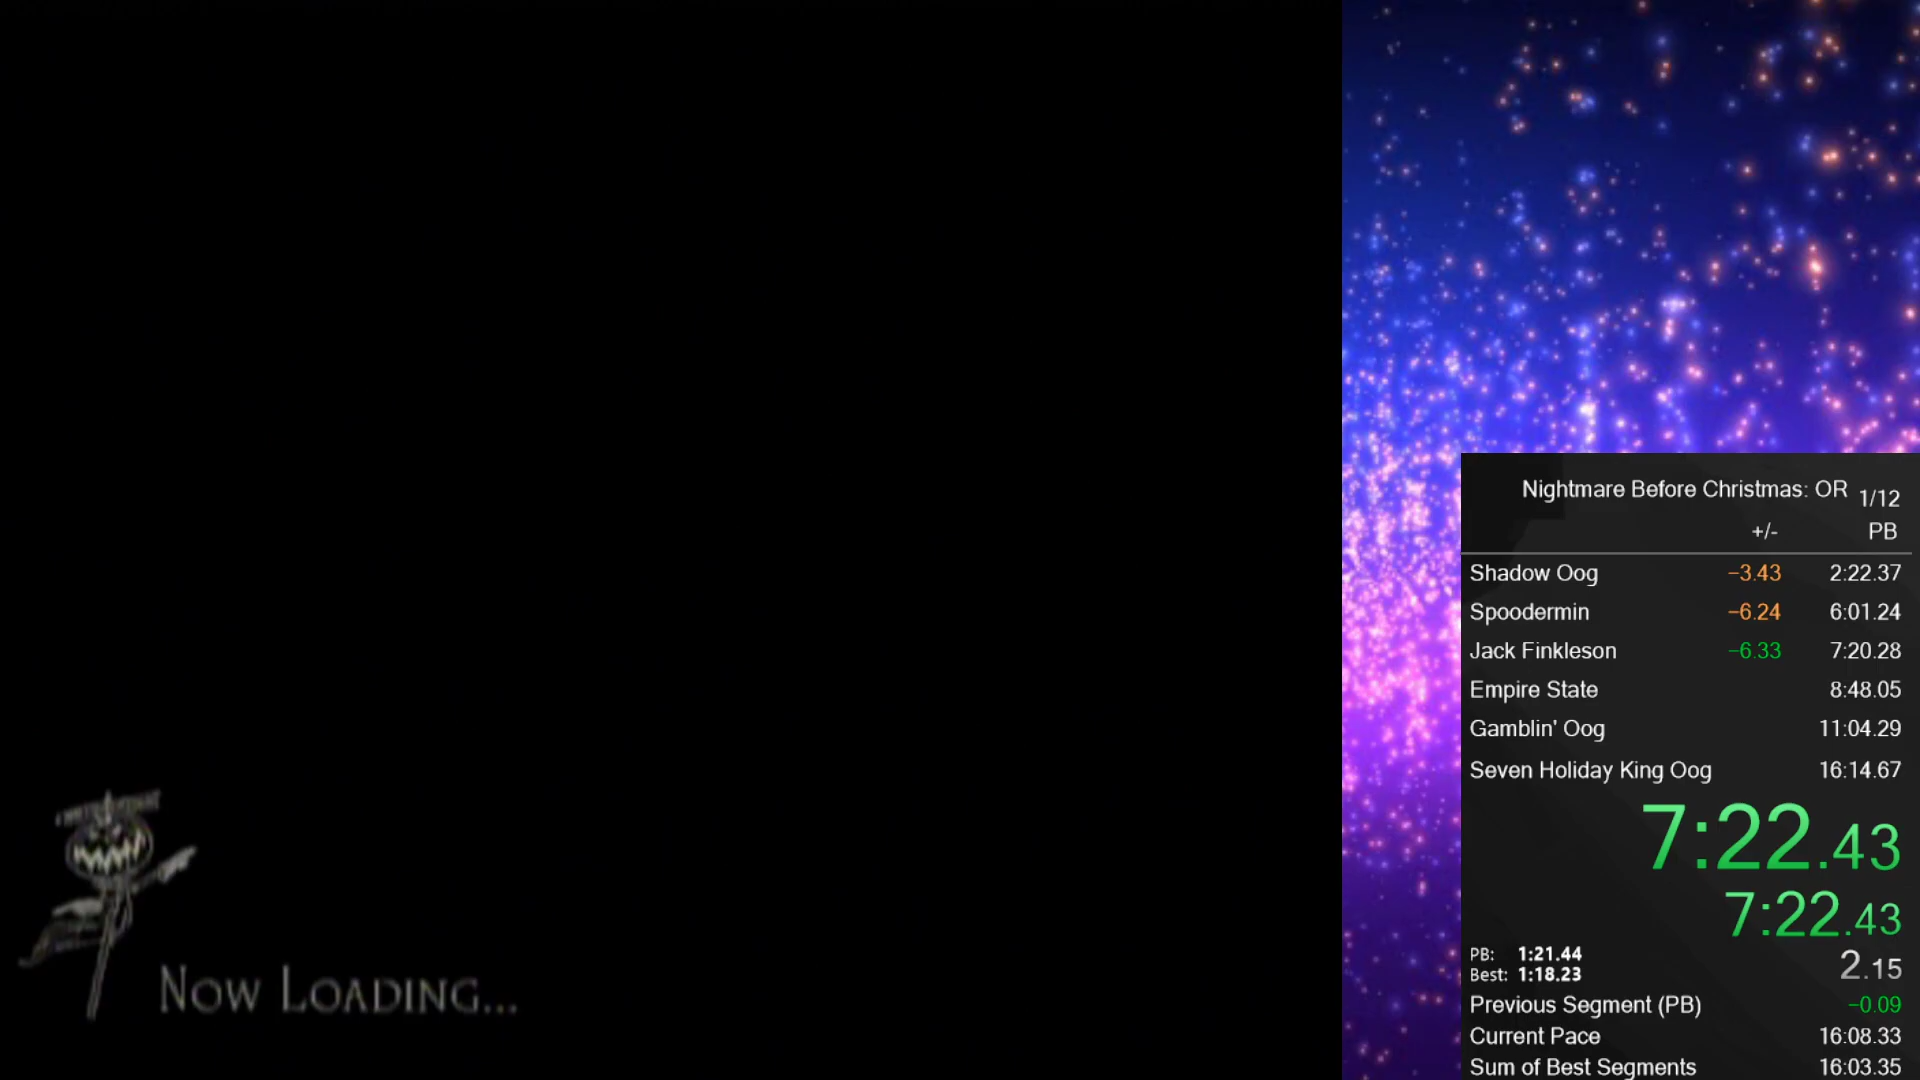 Nightmare Before Christmas: OR 1/12
+/- PB
Shadow Oog −3.43 2:22.37
Spoodermin −6.24 6:01.24
Jack Finkleson −6.33 7:20.28
Empire State 8:48.05
Gamblin' Oog 11:04.29
Seven Holiday King Oog 16:14.67
7:22.43
7:22.43
PB: 1:21.44
Best: 1:18.23 2.15
Previous Segment (PB) −0.09
Current Pace 16:08.33
Sum of Best Segments 16:03.35
Now Loading...